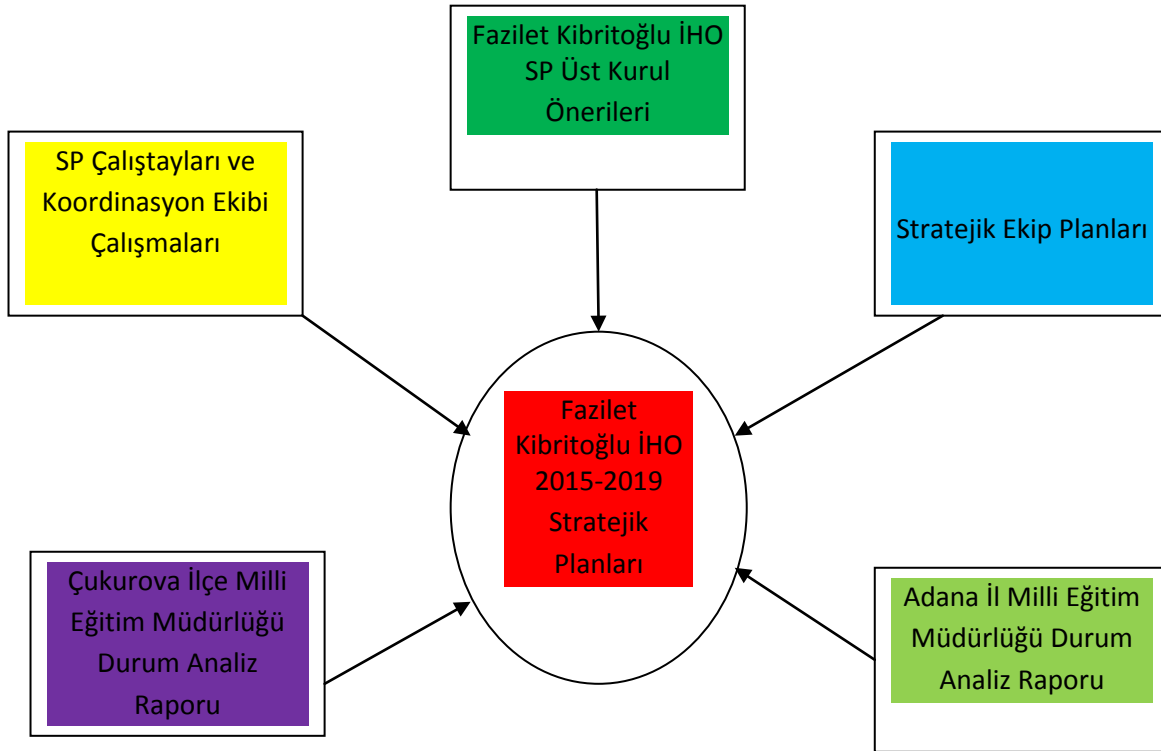 Fazilet Kibritoğlu İHO
SP Üst Kurul
Önerileri
SP Çalıştayları ve
Koordinasyon Ekibi
Çalışmaları
Stratejik Ekip Planları
Fazilet
Kibritoğlu İHO
2015-2019
Stratejik
Planları
Çukurova İlçe Milli
Eğitim Müdürlüğü
Durum Analiz
Raporu
Adana İl Milli Eğitim
Müdürlüğü Durum
Analiz Raporu